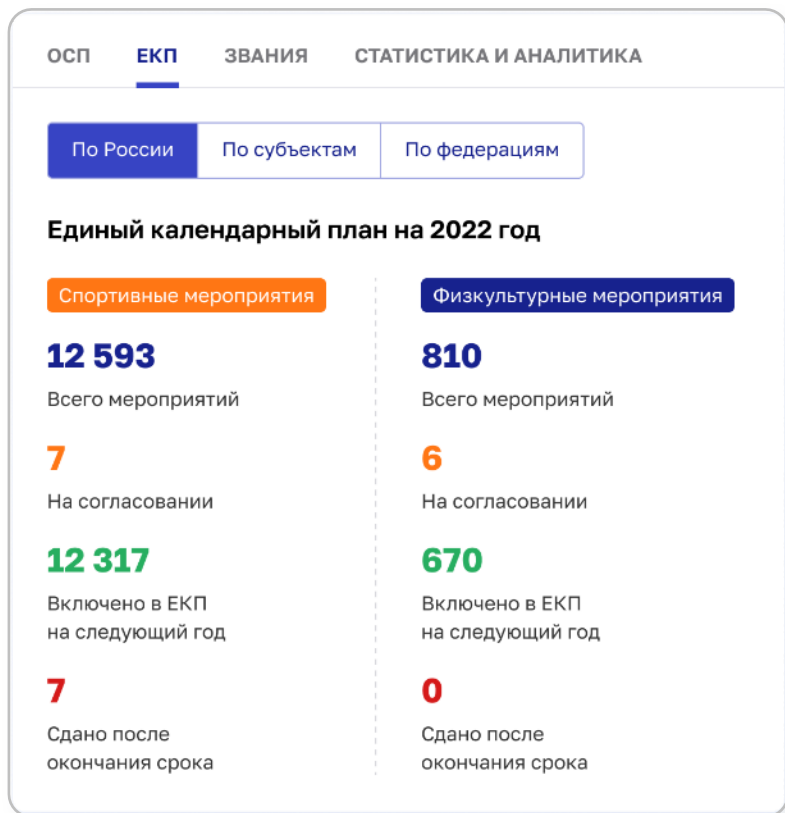 ОСП ЕКП ЗВАНИЯ СТАТИСТИКА И АНАЛИТИКА
По России По субъектам По федерациям
Единый календарный план на 2022 год
Спортивные мероприятия
12 593
Всего мероприятий
7
На согласовании
12 317
Включено в ЕКП
на следующий год
7
Сдано после
окончания срока
Физкультурные мероприятия
810
Всего мероприятий
6
На согласовании
670
Включено в ЕКП
на следующий год
0
Сдано после
окончания срока